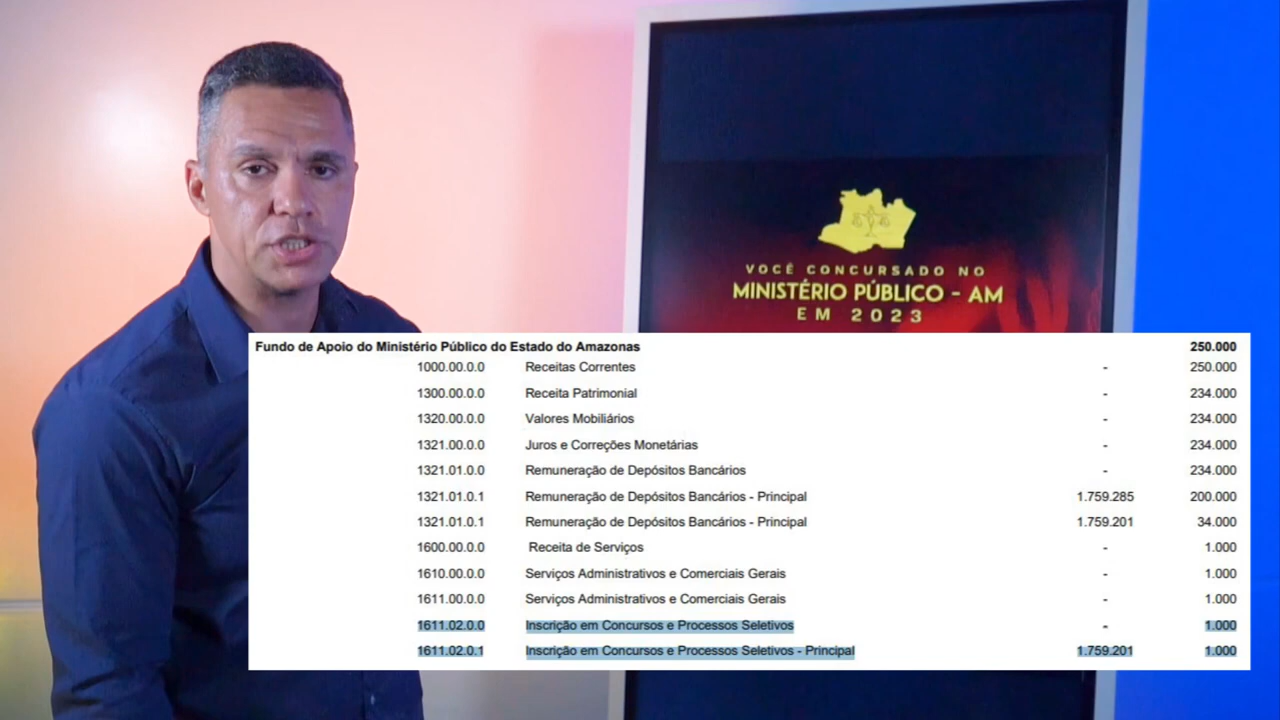 VOCÊ CONCURSADO NO
MINISTÉRIO PÚBLICO - AM
EM 2023
Fundo de Apoio do Ministério Público do Estado do Amazonas 250.000
1000.00.0.0 Receitas Correntes - 250.000
1300.00.0.0 Receita Patrimonial - 234.000
1320.00.0.0 Valores Mobiliários - 234.000
1321.00.0.0 Juros e Correções Monetárias - 234.000
1321.01.0.0 Remuneração de Depósitos Bancários - 234.000
1321.01.0.1 Remuneração de Depósitos Bancários - Principal 1.759.285 200.000
1321.01.0.1 Remuneração de Depósitos Bancários - Principal 1.759.201 34.000
1600.00.0.0 Receita de Serviços - 1.000
1610.00.0.0 Serviços Administrativos e Comerciais Gerais - 1.000
1611.00.0.0 Serviços Administrativos e Comerciais Gerais - 1.000
1611.02.0.0 Inscrição em Concursos e Processos Seletivos - 1.000
1611.02.0.1 Inscrição em Concursos e Processos Seletivos - Principal 1.759.201 1.000